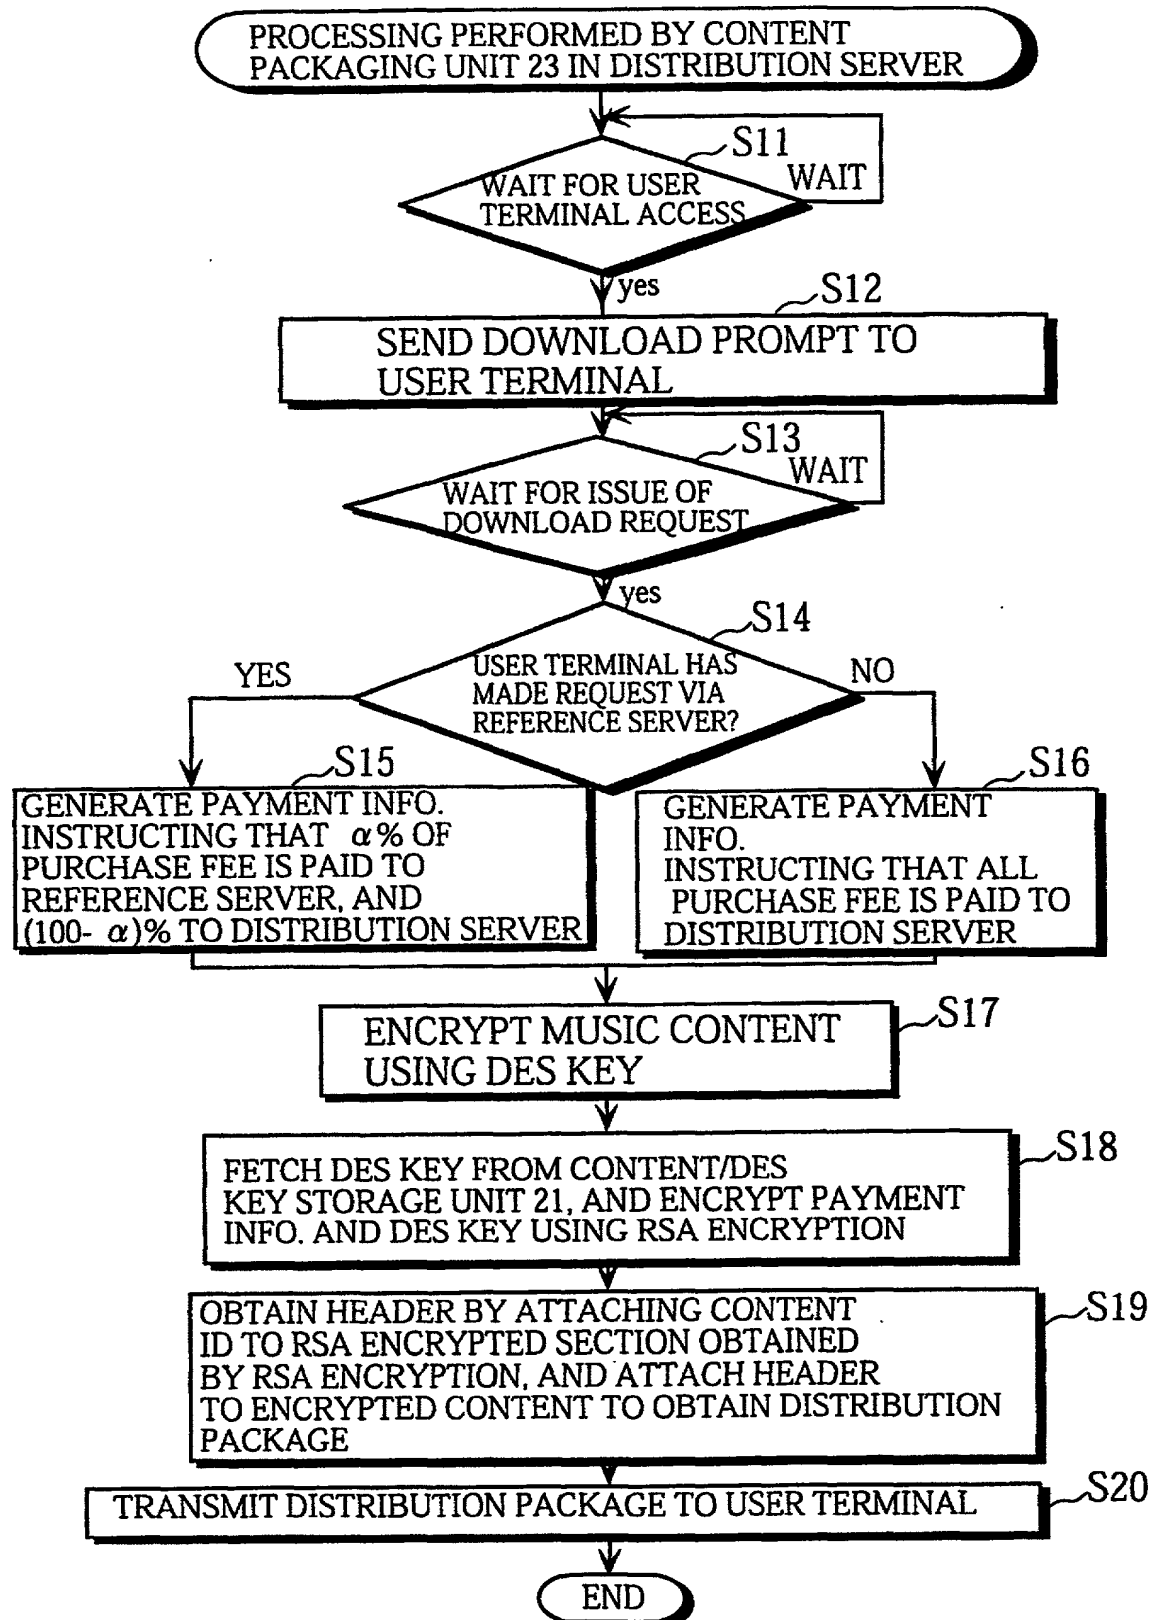 PROCESSING PERFORMED BY CONTENT
PACKAGING UNIT 23 IN DISTRIBUTION SERVER
S11
WAIT
WAIT FOR USER
TERMINAL ACCESS
yes
S12
SEND DOWNLOAD PROMPT TO
USER TERMINAL
S13
WAIT
WAIT FOR ISSUE OF
DOWNLOAD REQUEST
yes
S14
USER TERMINAL HAS
MADE REQUEST VIA
REFERENCE SERVER?
YES
NO
S15
GENERATE PAYMENT INFO.
INSTRUCTING THAT α% OF
PURCHASE FEE IS PAID TO
REFERENCE SERVER, AND
(100- α)% TO DISTRIBUTION SERVER
S16
GENERATE PAYMENT
INFO.
INSTRUCTING THAT ALL
PURCHASE FEE IS PAID TO
DISTRIBUTION SERVER
S17
ENCRYPT MUSIC CONTENT
USING DES KEY
S18
FETCH DES KEY FROM CONTENT/DES
KEY STORAGE UNIT 21, AND ENCRYPT PAYMENT
INFO. AND DES KEY USING RSA ENCRYPTION
S19
OBTAIN HEADER BY ATTACHING CONTENT
ID TO RSA ENCRYPTED SECTION OBTAINED
BY RSA ENCRYPTION, AND ATTACH HEADER
TO ENCRYPTED CONTENT TO OBTAIN DISTRIBUTION
PACKAGE
S20
TRANSMIT DISTRIBUTION PACKAGE TO USER TERMINAL
END